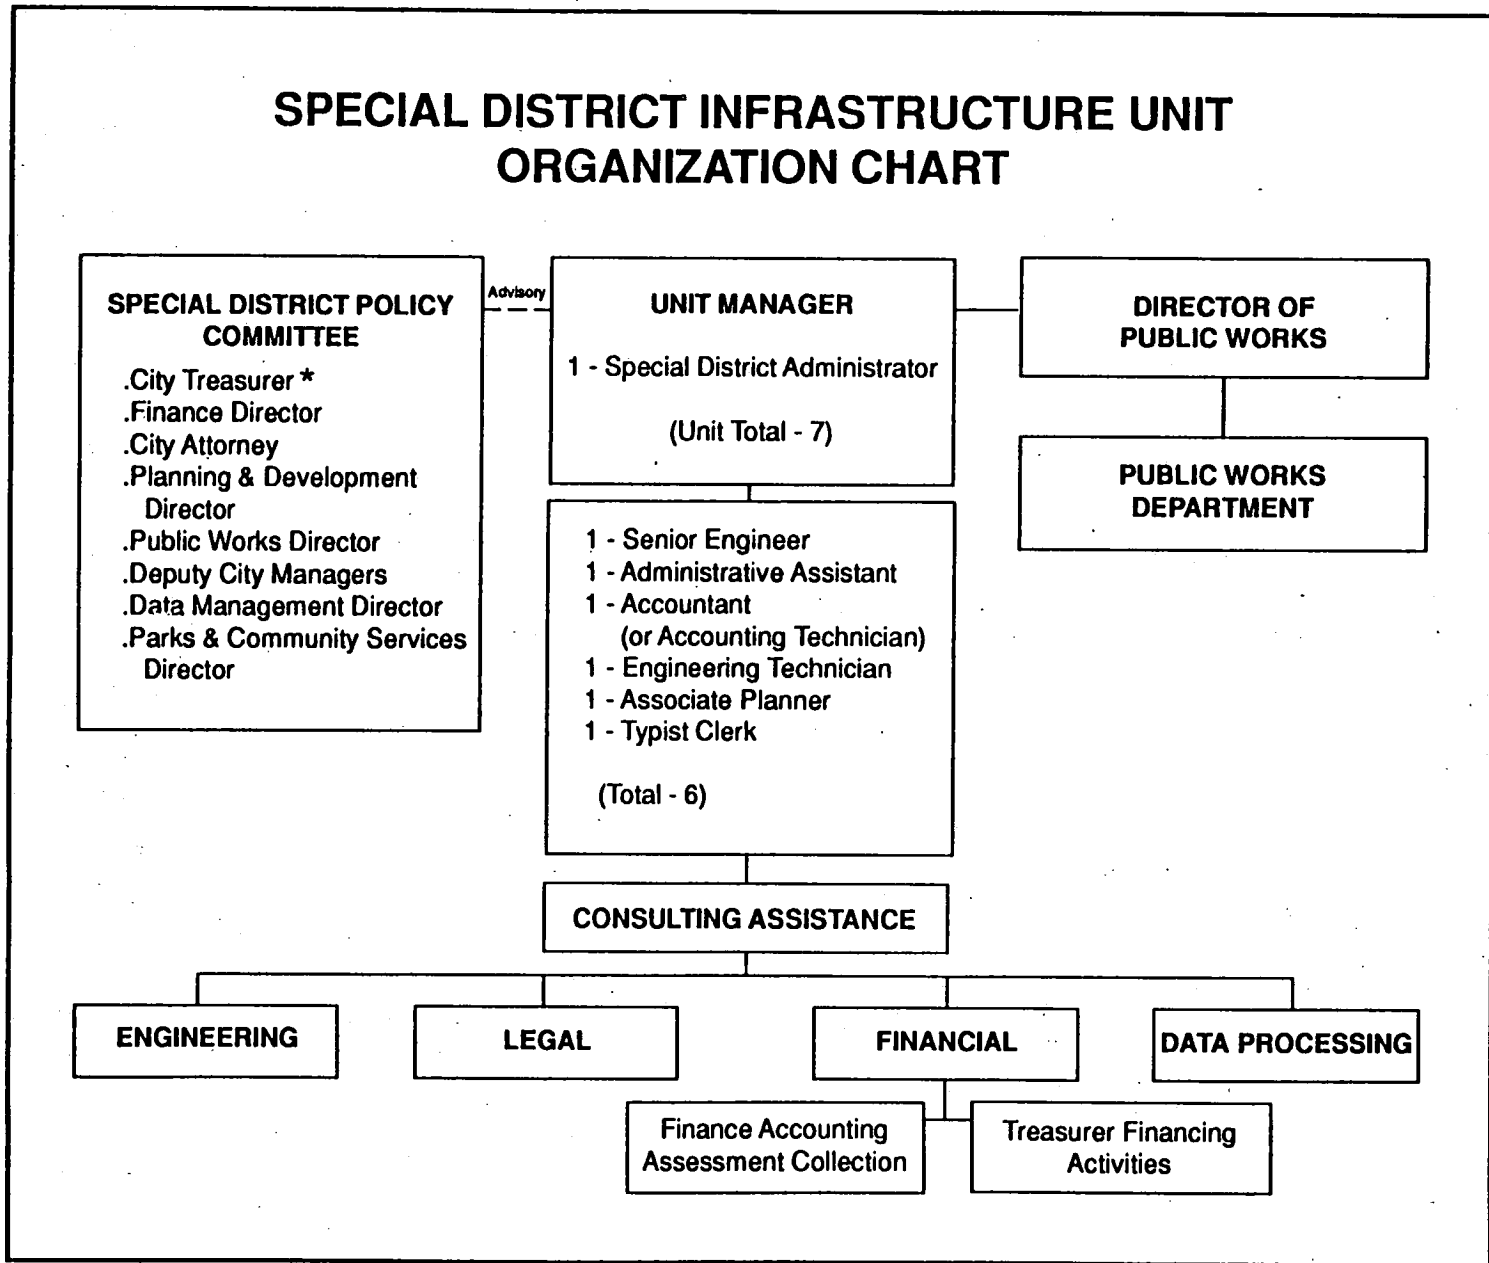 SPECIAL DISTRICT INFRASTRUCTURE UNIT
ORGANIZATION CHART
SPECIAL DISTRICT POLICY
COMMITTEE
.City Treasurer *
.Finance Director
.City Attorney
.Planning & Development
Director
.Public Works Director
.Deputy City Managers
.Data Management Director
.Parks & Community Services
Director
Advisory
UNIT MANAGER
1 - Special District Administrator
(Unit Total - 7)
DIRECTOR OF
PUBLIC WORKS
PUBLIC WORKS
DEPARTMENT
1 - Senior Engineer
1 - Administrative Assistant
1 - Accountant
(or Accounting Technician)
1 - Engineering Technician
1 - Associate Planner
1 - Typist Clerk
(Total - 6)
CONSULTING ASSISTANCE
ENGINEERING
LEGAL
FINANCIAL
DATA PROCESSING
Finance Accounting
Assessment Collection
Treasurer Financing
Activities